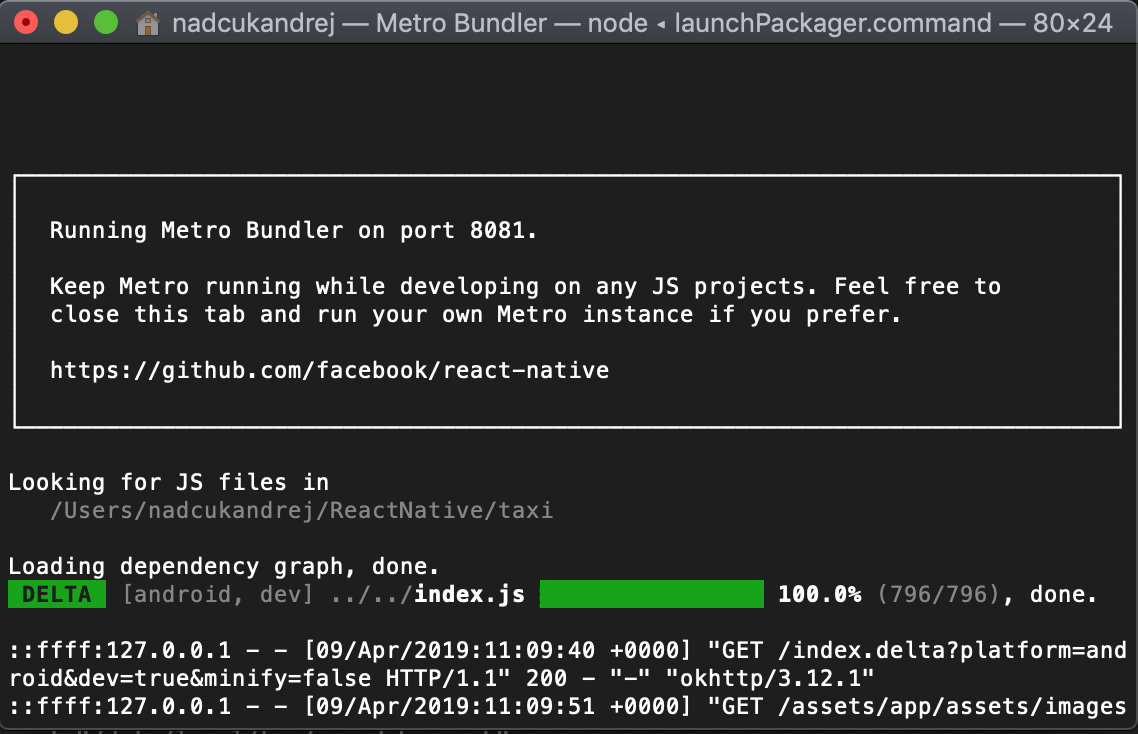 nadcukandrej — Metro Bundler — node ◂ launchPackager.command — 80×24
Running Metro Bundler on port 8081.
Keep Metro running while developing on any JS projects. Feel free to
close this tab and run your own Metro instance if you prefer.
https://github.com/facebook/react-native
Looking for JS files in
/Users/nadcukandrej/ReactNative/taxi
Loading dependency graph, done.
DELTA [android, dev] ../../index.js 100.0% (796/796), done.
::ffff:127.0.0.1 - - [09/Apr/2019:11:09:40 +0000] "GET /index.delta?platform=and
roid&dev=true&minify=false HTTP/1.1" 200 - "-" "okhttp/3.12.1"
::ffff:127.0.0.1 - - [09/Apr/2019:11:09:51 +0000] "GET /assets/app/assets/images